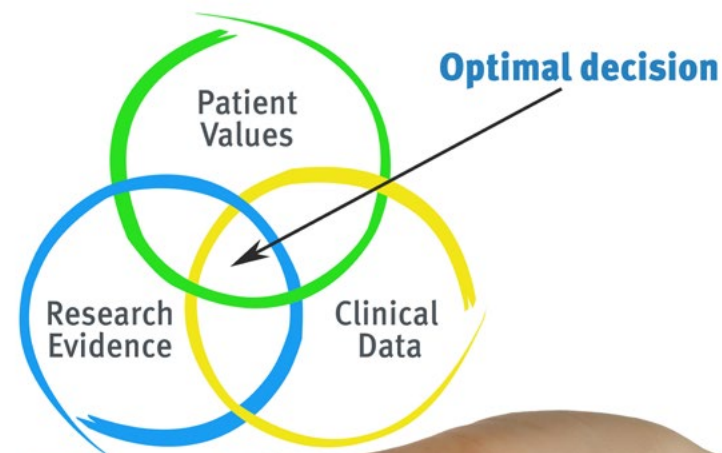 Optimal decision
Patient
Values
Research
Evidence
Clinical
Data